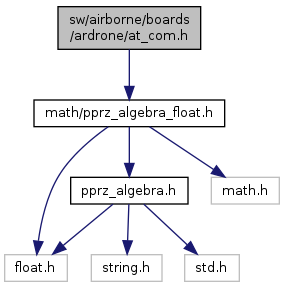 sw/airborne/boards
/ardrone/at_com.h
math/pprz_algebra_float.h
pprz_algebra.h
math.h
float.h
string.h
std.h